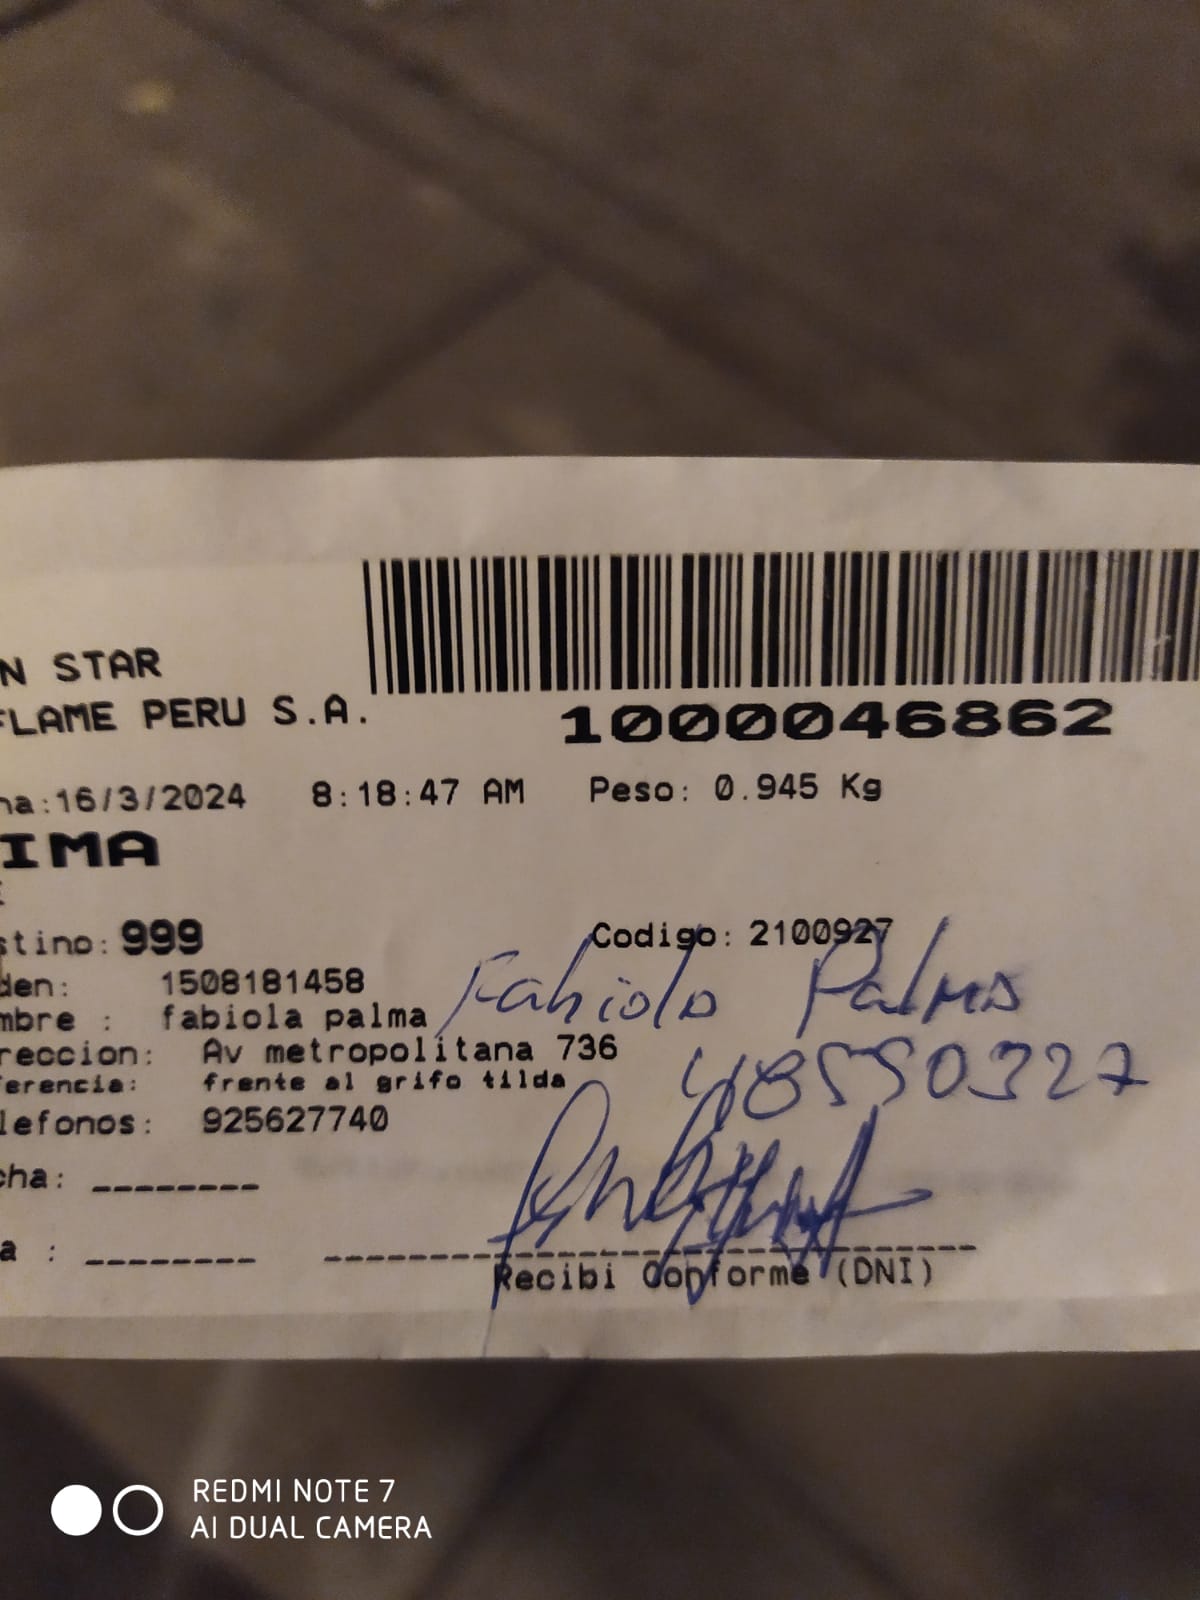 N STAR
FLAME PERU S.A.
1000046862
ha:16/3/2024 8:18:47 AM Peso: 0.945 Kg
IMA
stino: 999 Codigo: 2100927
den: 1508181458
mbre : fabiola palma
Fabiola Palma
reccion: Av metropolitana 736
48550327
ferencia: frente al grifo tilda
lefonos: 925627740
cha: ________
a : ________
Recibi Conforme (DNI)
REDMI NOTE 7
AI DUAL CAMERA